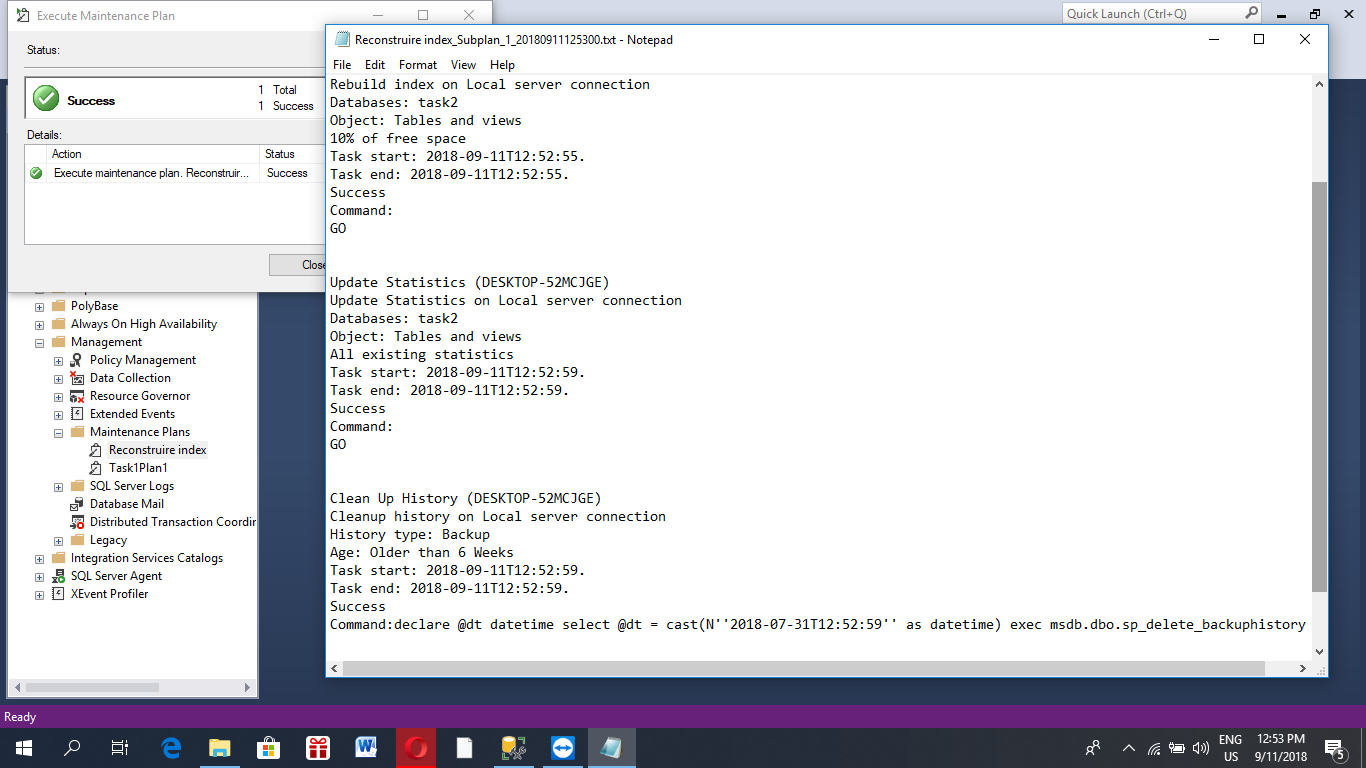 Execute Maintenance Plan
Quick Launch (Ctrl+Q)
Status:
Success
1 Total
1 Success
Details:
Action Status
Execute maintenance plan. Reconstruir... Success
Close
PolyBase
Always On High Availability
Management
Policy Management
Data Collection
Resource Governor
Extended Events
Maintenance Plans
Reconstruire index
Task1Plan1
SQL Server Logs
Database Mail
Distributed Transaction Coordin
Legacy
Integration Services Catalogs
SQL Server Agent
XEvent Profiler
Reconstruire index_Subplan_1_20180911125300.txt - Notepad
File Edit Format View Help
Rebuild index on Local server connection
Databases: task2
Object: Tables and views
10% of free space
Task start: 2018-09-11T12:52:55.
Task end: 2018-09-11T12:52:55.
Success
Command:
GO
Update Statistics (DESKTOP-52MCJGE)
Update Statistics on Local server connection
Databases: task2
Object: Tables and views
All existing statistics
Task start: 2018-09-11T12:52:59.
Task end: 2018-09-11T12:52:59.
Success
Command:
GO
Clean Up History (DESKTOP-52MCJGE)
Cleanup history on Local server connection
History type: Backup
Age: Older than 6 Weeks
Task start: 2018-09-11T12:52:59.
Task end: 2018-09-11T12:52:59.
Success
Command:declare @dt datetime select @dt = cast(N''2018-07-31T12:52:59'' as datetime) exec msdb.dbo.sp_delete_backuphistory
Ready
ENG
US
12:53 PM
9/11/2018
5